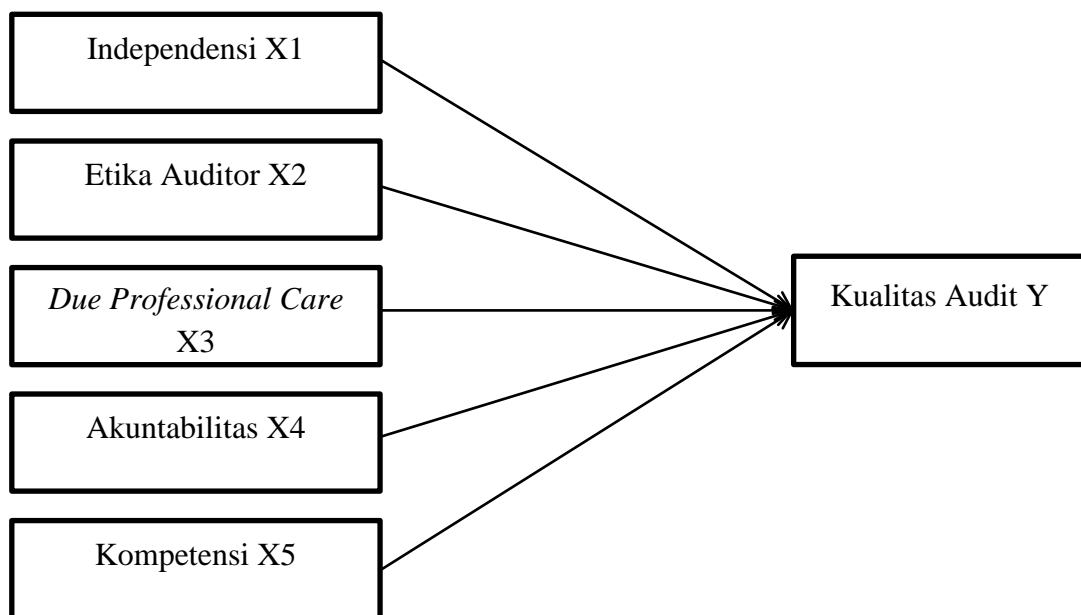 Independensi X1
Etika Auditor X2
Due Professional Care
X3
Akuntabilitas X4
Kompetensi X5
Kualitas Audit Y